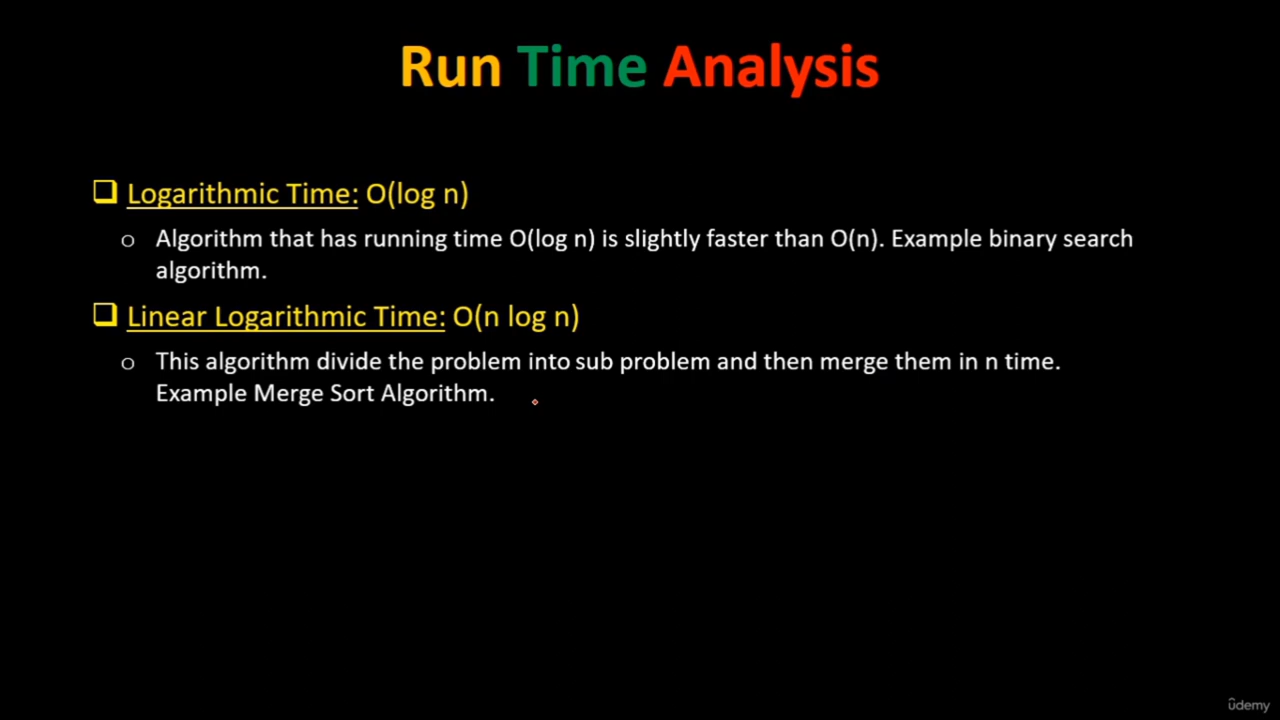 Run Time Analysis
Logarithmic Time: O(log n)
Algorithm that has running time O(log n) is slightly faster than O(n). Example binary search
algorithm.
Linear Logarithmic Time: O(n log n)
This algorithm divide the problem into sub problem and then merge them in n time.
Example Merge Sort Algorithm.
ûdemy